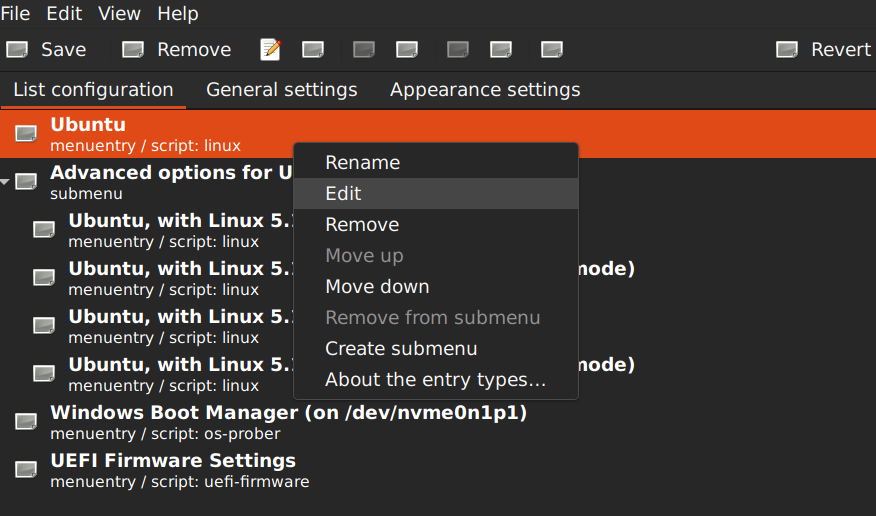 File Edit View Help
Save Remove Revert
List configuration General settings Appearance settings
Ubuntu
menuentry / script: linux
Advanced options for U
submenu
Ubuntu, with Linux 5.
menuentry / script: linux
Ubuntu, with Linux 5. mode)
menuentry / script: linux
Ubuntu, with Linux 5.
menuentry / script: linux
Ubuntu, with Linux 5. mode)
menuentry / script: linux
Windows Boot Manager (on /dev/nvme0n1p1)
menuentry / script: os-prober
UEFI Firmware Settings
menuentry / script: uefi-firmware
Rename
Edit
Remove
Move up
Move down
Remove from submenu
Create submenu
About the entry types...